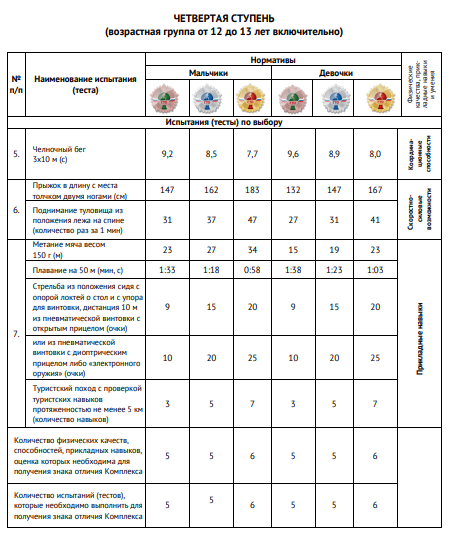 ЧЕТВЕРТАЯ СТУПЕНЬ
(возрастная группа от 12 до 13 лет включительно)
№ п/п
Наименование испытания
(теста)
Нормативы
Мальчики
Девочки
Физические
качества, прик-
ладные навыки
и умения
Испытания (тесты) по выбору
5.
Челночный бег
3х10 м (с)
9,2 8,5 7,7 9,6 8,9 8,0
Координа-
ционные
способности
6.
Прыжок в длину с места
толчком двумя ногами (см)
147 162 183 132 147 167
Поднимание туловища из
положения лежа на спине
(количество раз за 1 мин)
31 37 47 27 31 41
Скоростно-
силовые
возможности
7.
Метание мяча весом
150 г (м)
23 27 34 15 19 23
Плавание на 50 м (мин, с)
1:33 1:18 0:58 1:38 1:23 1:03
Стрельба из положения сидя с
опорой локтей о стол и с упора
для винтовки, дистанция 10 м
из пневматической винтовки с
открытым прицелом (очки)
9 15 20 9 15 20
или из пневматической
винтовки с диоптрическим
прицелом либо «электронного
оружия» (очки)
10 20 25 10 20 25
Туристский поход с проверкой
туристских навыков
протяженностью не менее 5 км
(количество навыков)
3 5 7 3 5 7
Прикладные навыки
Количество физических качеств,
способностей, прикладных навыков,
оценка которых необходима для
получения знака отличия Комплекса
5 5 6 5 5 6
Количество испытаний (тестов),
которые необходимо выполнить для
получения знака отличия Комплекса
5 5 6 5 5 6